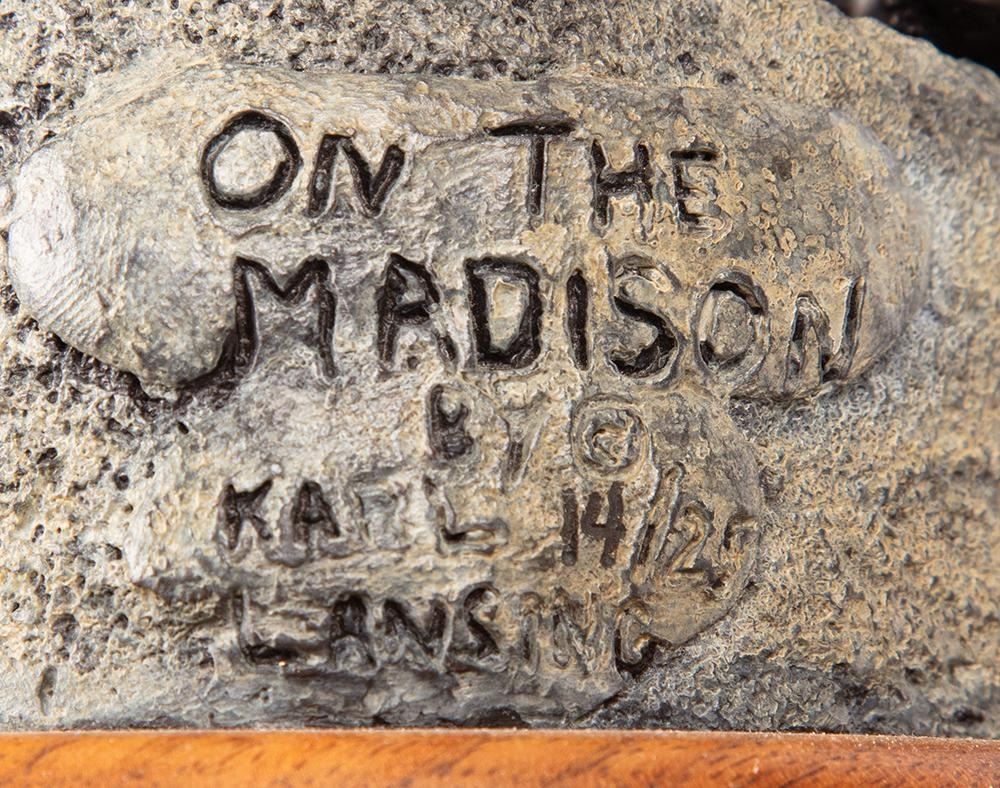 ON THE
MADISON
BY ©
KARL 14/25
LANSING